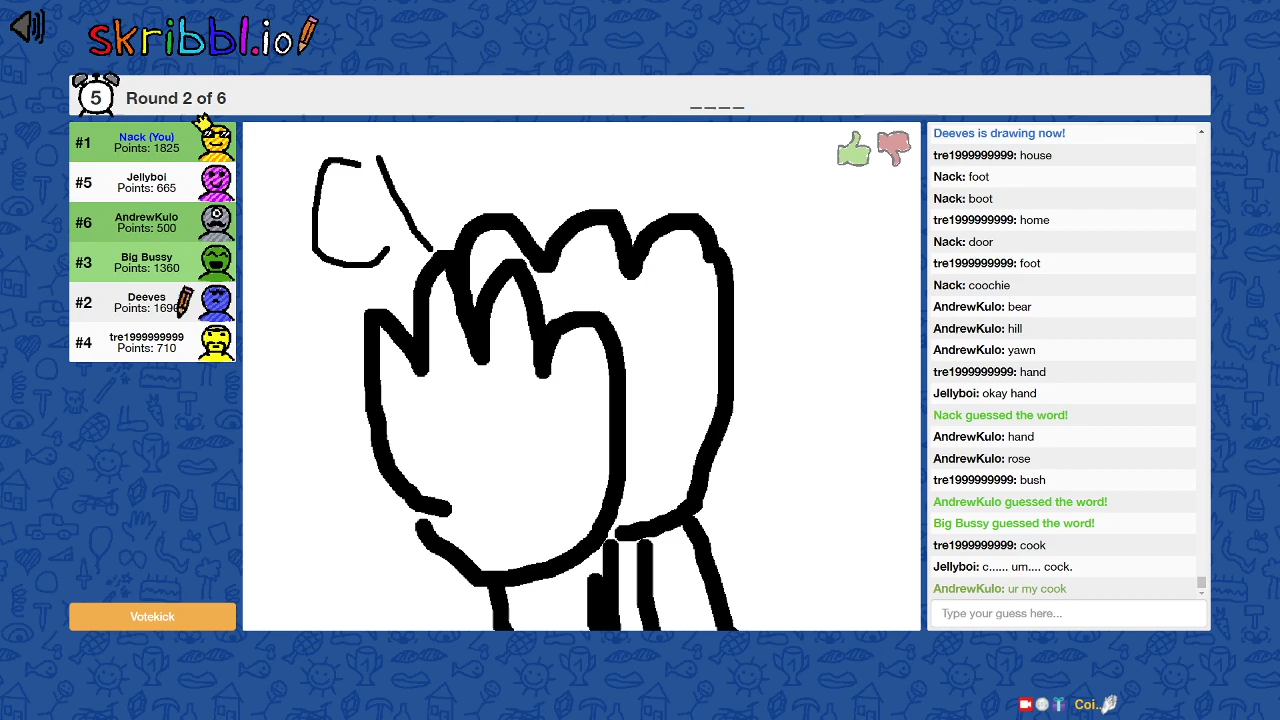 skribbl.io
5
Round 2 of 6
_ _ _ _
#1
Nack (You)
Points: 1825
#5
Jellyboi
Points: 665
#6
AndrewKulo
Points: 500
#3
Big Bussy
Points: 1360
#2
Deeves
Points: 1690
#4
tre1999999999
Points: 710
Votekick
Deeves is drawing now!
tre1999999999: house
Nack: foot
Nack: boot
tre1999999999: home
Nack: door
tre1999999999: foot
Nack: coochie
AndrewKulo: bear
AndrewKulo: hill
AndrewKulo: yawn
tre1999999999: hand
Jellyboi: okay hand
Nack guessed the word!
AndrewKulo: hand
AndrewKulo: rose
tre1999999999: bush
AndrewKulo guessed the word!
Big Bussy guessed the word!
tre1999999999: cook
Jellyboi: c...... um.... cock.
AndrewKulo: ur my cook
Type your guess here...
Coi..